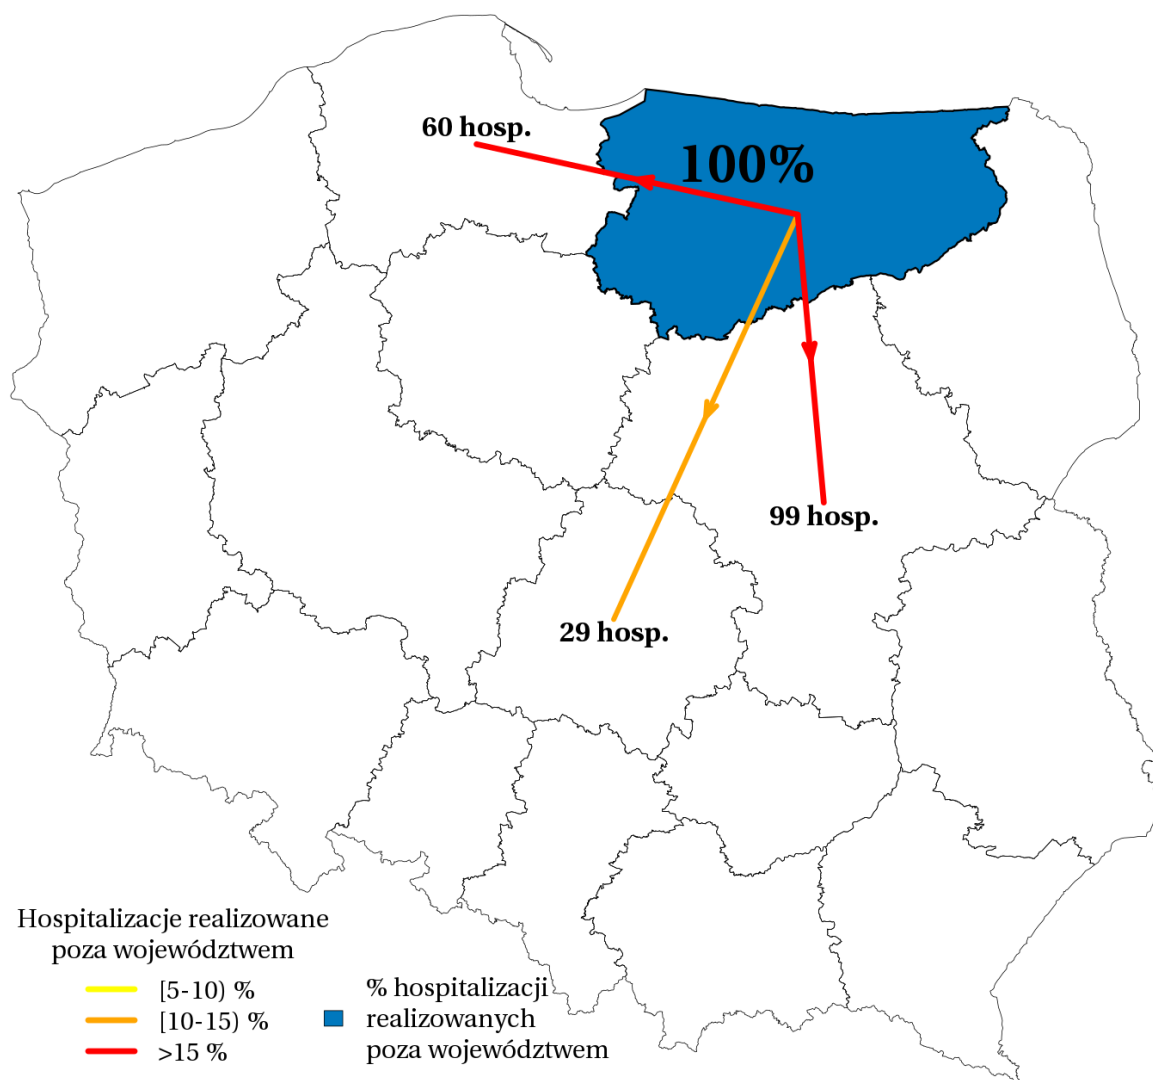 60 hosp.
100%
99 hosp.
29 hosp.
Hospitalizacje realizowane
poza województwem
[5-10) %
[10-15) %
>15 %
% hospitalizacji
realizowanych
poza województwem